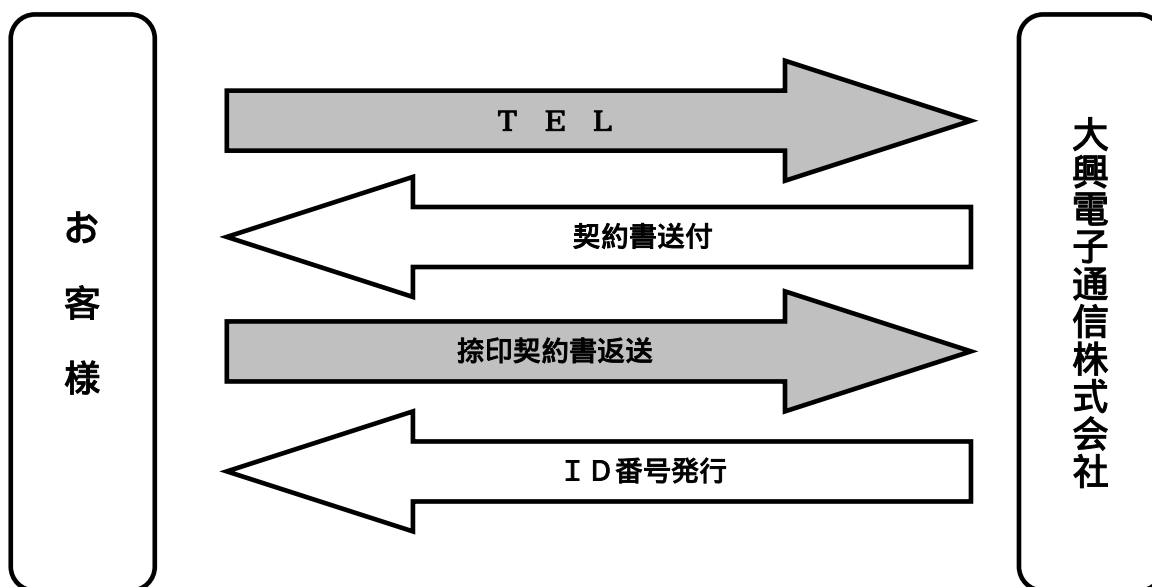 お客様
ＴＥＬ
契約書送付
捺印契約書返送
ＩＤ番号発行
大興電子通信株式会社